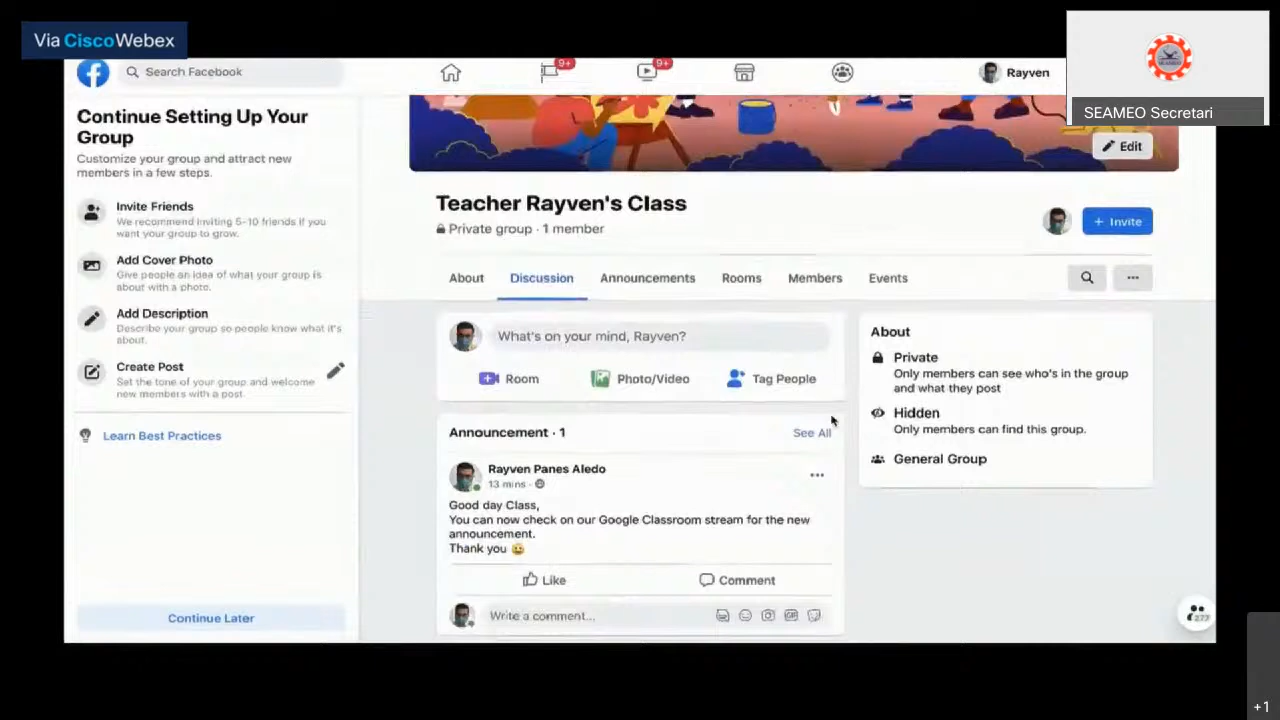 Via Cisco Webex
Search Facebook
9+
9+
Rayven
SEAMEO Secretari
Continue Setting Up Your
Group
Customize your group and attract new
members in a few steps.
Invite Friends
We recommend inviting 5-10 friends if you
want your group to grow.
Add Cover Photo
Give people an idea of what your group is
about with a photo.
Add Description
Describe your group so people know what it's
about.
Create Post
Set the tone of your group and welcome
new members with a post.
Learn Best Practices
Continue Later
Edit
Teacher Rayven's Class
Private group · 1 member
+ Invite
About Discussion Announcements Rooms Members Events
What's on your mind, Rayven?
Room Photo/Video Tag People
Announcement · 1 See All
Rayven Panes Aledo
13 mins ·
Good day Class,
You can now check on our Google Classroom stream for the new
announcement.
Thank you 😀
Like Comment
Write a comment...
GIF
About
Private
Only members can see who's in the group
and what they post
Hidden
Only members can find this group.
General Group
277
+1